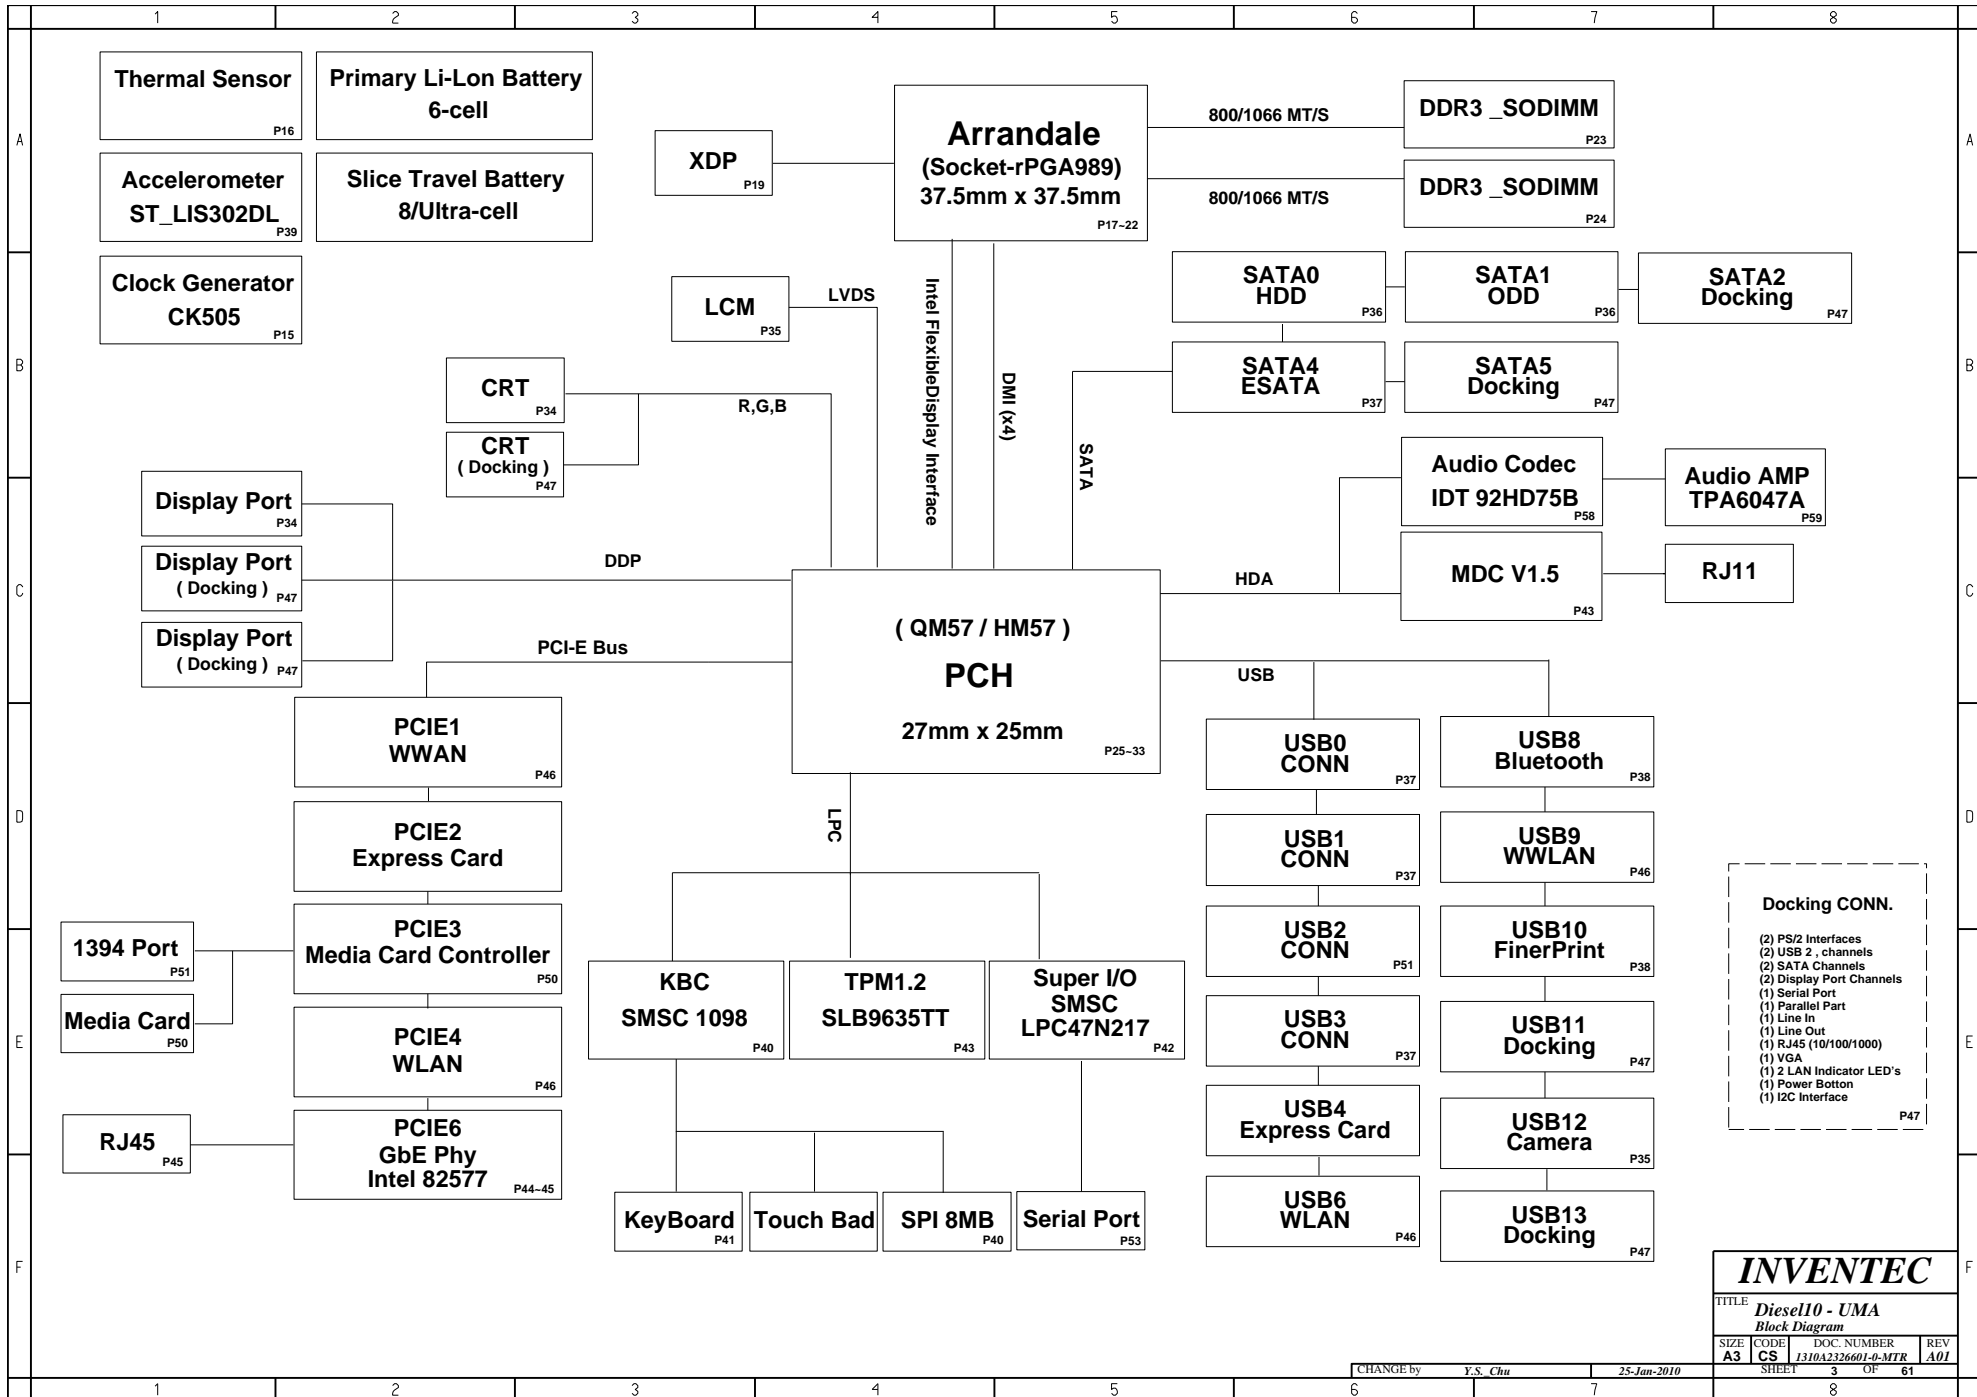 1 2 3 4 5 6 7 8
A
B
C
D
E
F
Thermal Sensor
P16
Primary Li-Lon Battery
6-cell
Accelerometer
ST_LIS302DL
P39
Slice Travel Battery
8/Ultra-cell
Clock Generator
CK505
P15
XDP
P19
Arrandale
(Socket-rPGA989)
37.5mm x 37.5mm
P17~22
800/1066 MT/S
DDR3 _SODIMM
P23
800/1066 MT/S
DDR3 _SODIMM
P24
LCM
P35
LVDS
CRT
P34
R,G,B
CRT
( Docking )
P47
Intel FlexibleDisplay Interface
DMI (x4)
SATA
SATA0
HDD
P36
SATA1
ODD
P36
SATA2
Docking
P47
SATA4
ESATA
P37
SATA5
Docking
P47
Audio Codec
IDT 92HD75B
P58
Audio AMP
TPA6047A
P59
HDA
MDC V1.5
P43
RJ11
Display Port
P34
Display Port
( Docking )
P47
Display Port
( Docking )
P47
DDP
PCI-E Bus
( QM57 / HM57 )
PCH
27mm x 25mm
P25~33
USB
PCIE1
WWAN
P46
PCIE2
Express Card
PCIE3
Media Card Controller
P50
PCIE4
WLAN
P46
PCIE6
GbE Phy
Intel 82577
P44~45
1394 Port
P51
Media Card
P50
RJ45
P45
LPC
KBC
SMSC 1098
P40
TPM1.2
SLB9635TT
P43
Super I/O
SMSC
LPC47N217
P42
KeyBoard
P41
Touch Bad
SPI 8MB
P40
Serial Port
P53
USB0
CONN
P37
USB1
CONN
P37
USB2
CONN
P51
USB3
CONN
P37
USB4
Express Card
USB6
WLAN
P46
USB8
Bluetooth
P38
USB9
WWLAN
P46
USB10
FinerPrint
P38
USB11
Docking
P47
USB12
Camera
P35
USB13
Docking
P47
Docking CONN.
(2) PS/2 Interfaces
(2) USB 2 , channels
(2) SATA Channels
(2) Display Port Channels
(1) Serial Port
(1) Parallel Part
(1) Line In
(1) Line Out
(1) RJ45 (10/100/1000)
(1) VGA
(1) 2 LAN Indicator LED's
(1) Power Botton
(1) I2C Interface
P47
A
B
C
D
E
F
INVENTEC
TITLE
Diesel10 - UMA
Block Diagram
SIZE CODE DOC. NUMBER REV
A3 CS 1310A2326601-0-MTR A01
CHANGE by Y.S._Chu 25-Jan-2010 SHEET 3 OF 61
1 2 3 4 5 6 7 8